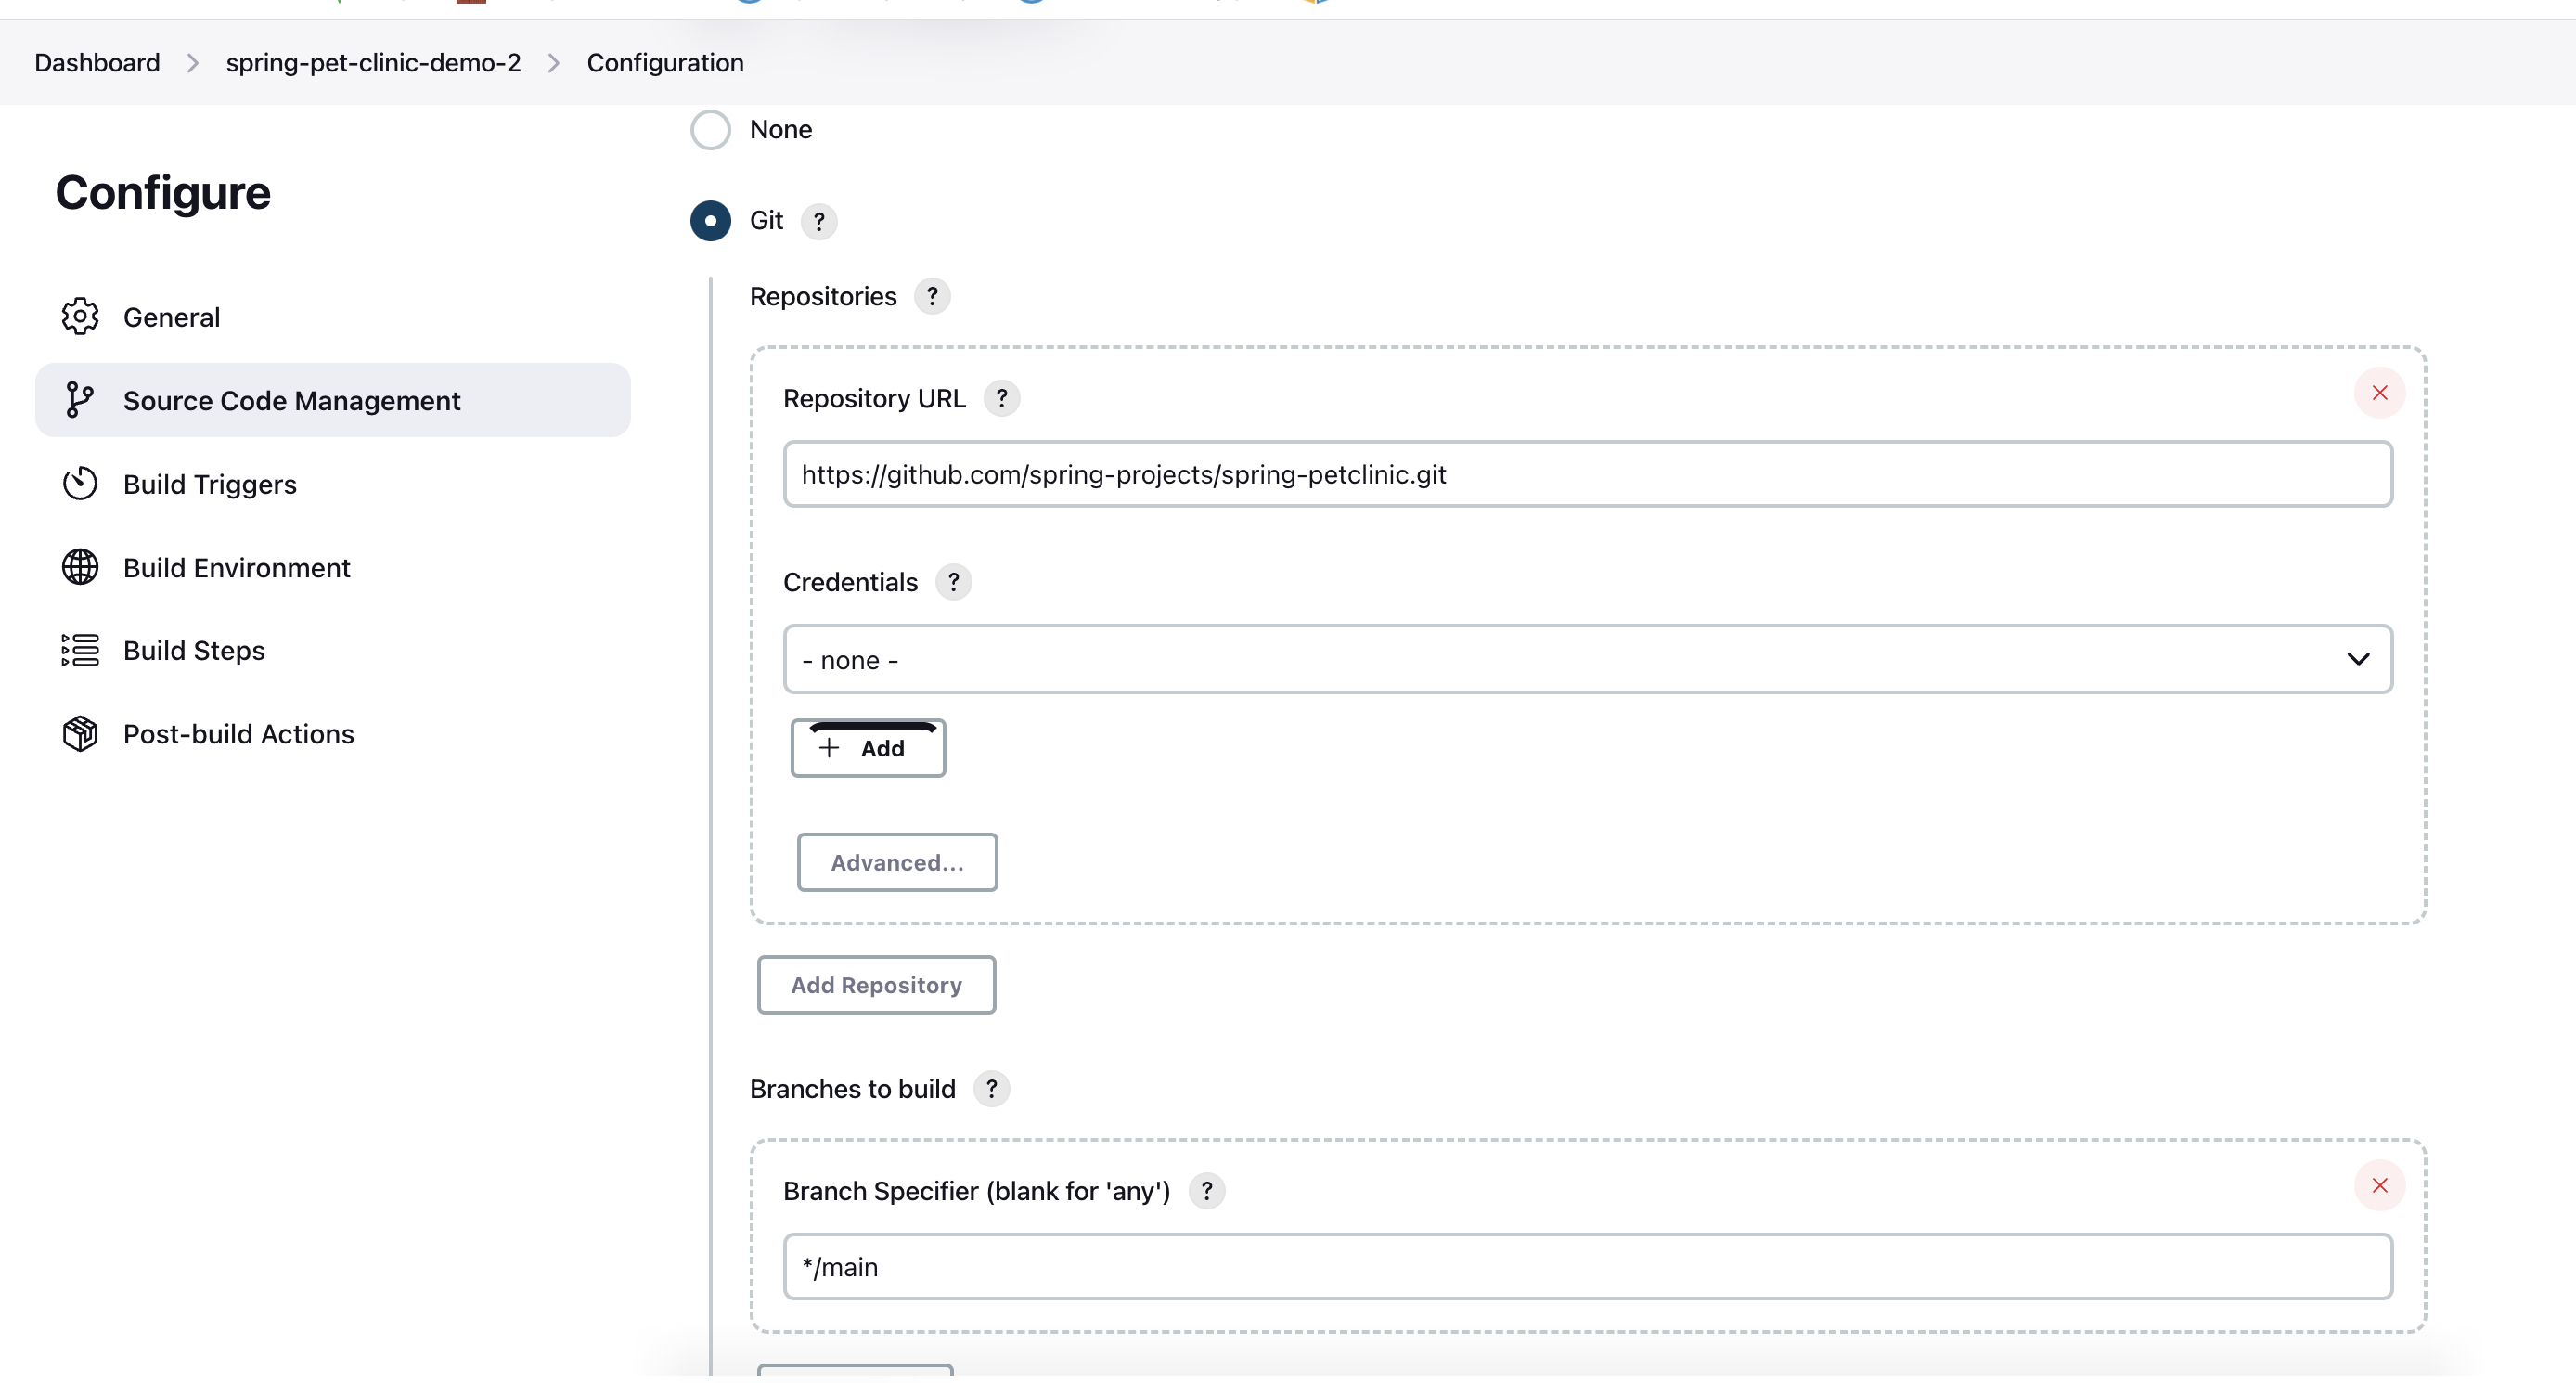 Dashboard > spring-pet-clinic-demo-2 > Configuration
Configure
General
Source Code Management
Build Triggers
Build Environment
Build Steps
Post-build Actions
None
Git ?
Repositories ?
Repository URL ?
https://github.com/spring-projects/spring-petclinic.git
Credentials ?
- none -
+ Add
Advanced...
Add Repository
Branches to build ?
Branch Specifier (blank for 'any') ?
*/main